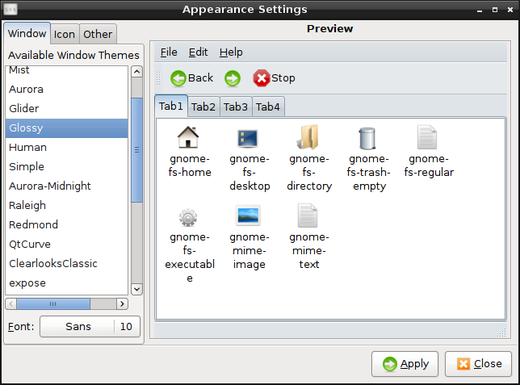 Appearance Settings
Window Icon Other
Preview
Available Window Themes
Mist
Aurora
Glider
Glossy
Human
Simple
Aurora-Midnight
Raleigh
Redmond
QtCurve
ClearlooksClassic
expose
Font: Sans 10
File Edit Help
Back Stop
Tab1 Tab2 Tab3 Tab4
gnome-
fs-home
gnome-
fs-
desktop
gnome-
fs-
directory
gnome-
fs-trash-
empty
gnome-
fs-regular
gnome-
fs-
executabl
e
gnome-
mime-
image
gnome-
mime-
text
Apply Close